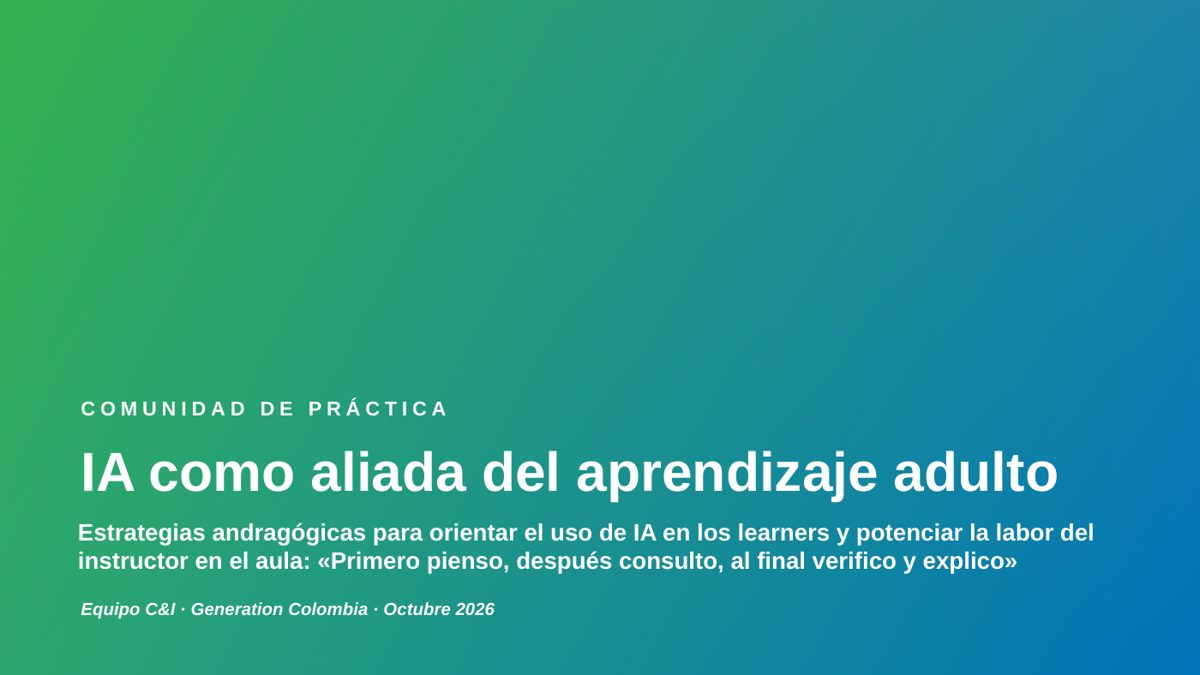 COMUNIDAD DE PRÁCTICA
IA como aliada del aprendizaje adulto
Estrategias andragógicas para orientar el uso de IA en los learners y potenciar la labor del
instructor en el aula: «Primero pienso, después consulto, al final verifico y explico»
Equipo C&I · Generation Colombia · Octubre 2026